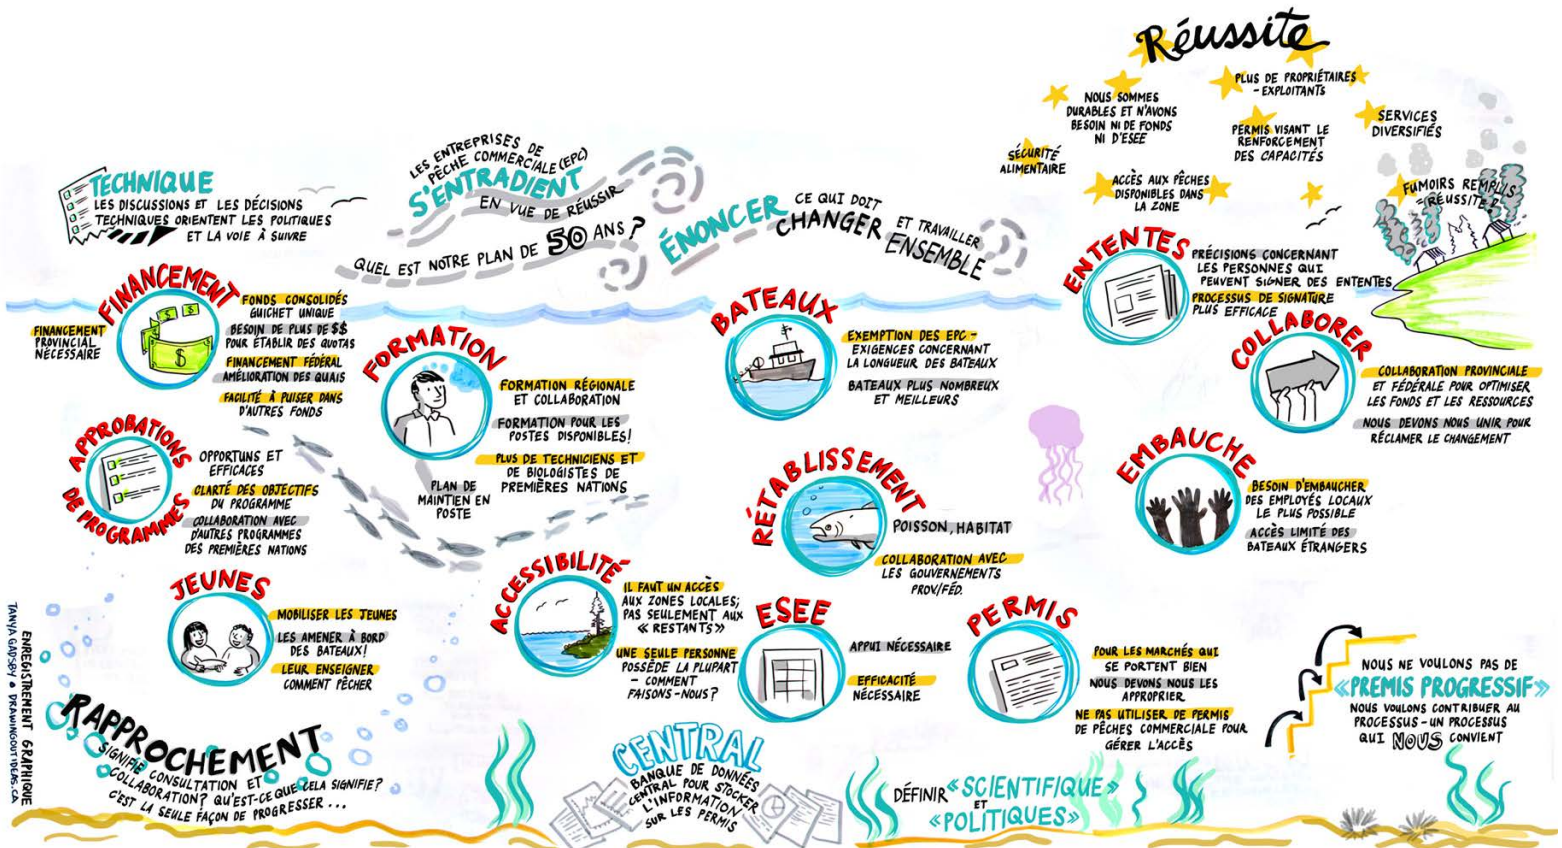 Réussite
NOUS SOMMES
DURABLES ET N'AVONS
BESOIN NI DE FONDS
NI D'ESEE
PLUS DE PROPRIÉTAIRES
-EXPLOITANTS
SERVICES
DIVERSIFIÉS
PERMIS VISANT LE
RENFORCEMENT
DES CAPACITÉS
SÉCURITÉ
ALIMENTAIRE
ACCÈS AUX PÊCHES
DISPONIBLES DANS
LA ZONE
FUMOIRS REMPLIS
=RÉUSSITE?
TECHNIQUE
LES DISCUSSIONS ET LES DÉCISIONS
TECHNIQUES ORIENTENT LES POLITIQUES
ET LA VOIE À SUIVRE
LES ENTREPRISES DE
PÊCHE COMMERCIALE (EPC)
S'ENTRADIENT
EN VUE DE RÉUSSIR
QUEL EST NOTRE PLAN DE 50 ANS?
ÉNONCER CE QUI DOIT
CHANGER ET TRAVAILLER
ENSEMBLE
FINANCEMENT
FINANCEMENT
PROVINCIAL
NÉCESSAIRE
FONDS CONSOLIDÉS
GUICHET UNIQUE
BESOIN DE PLUS DE $$
POUR ÉTABLIR DES QUOTAS
FINANCEMENT FÉDÉRAL
AMÉLIORATION DES QUAIS
FACILITÉ À PUISER DANS
D'AUTRES FONDS
FORMATION
FORMATION RÉGIONALE
ET COLLABORATION
FORMATION POUR LES
POSTES DISPONIBLES!
PLUS DE TECHNICIENS ET
DE BIOLOGISTES DE
PREMIÈRES NATIONS
PLAN DE
MAINTIEN EN
POSTE
BATEAUX
EXEMPTION DES EPC -
EXIGENCES CONCERNANT
LA LONGUEUR DES BATEAUX
BATEAUX PLUS NOMBREUX
ET MEILLEURS
ENTENTES
PRÉCISIONS CONCERNANT
LES PERSONNES QUI
PEUVENT SIGNER DES ENTENTES
PROCESSUS DE SIGNATURE
PLUS EFFICACE
COLLABORER
COLLABORATION PROVINCIALE
ET FÉDÉRALE POUR OPTIMISER
LES FONDS ET LES RESSOURCES
NOUS DEVONS NOUS UNIR POUR
RÉCLAMER LE CHANGEMENT
APPROBATIONS
DE PROGRAMMES
OPPORTUNS ET
EFFICACES
CLARTÉ DES OBJECTIFS
DU PROGRAMME
COLLABORATION AVEC
D'AUTRES PROGRAMMES
DES PREMIÈRES NATIONS
RÉTABLISSEMENT
POISSON, HABITAT
COLLABORATION AVEC
LES GOUVERNEMENTS
PROV/FÉD.
EMBAUCHE
BESOIN D'EMBAUCHER
DES EMPLOYÉS LOCAUX
LE PLUS POSSIBLE
ACCÈS LIMITÉ DES
BATEAUX ÉTRANGERS
JEUNES
MOBILISER LES JEUNES
LES AMENER À BORD
DES BATEAUX!
LEUR ENSEIGNER
COMMENT PÊCHER
ACCESSIBILITÉ
IL FAUT UN ACCÈS
AUX ZONES LOCALES;
PAS SEULEMENT AUX
«RESTANTS»
UNE SEULE PERSONNE
POSSÈDE LA PLUPART
- COMMENT
FAISONS-NOUS?
ESEE
APPUI NÉCESSAIRE
EFFICACITÉ
NÉCESSAIRE
PERMIS
POUR LES MARCHÉS QUI
SE PORTENT BIEN
NOUS DEVONS NOUS LES
APPROPRIER
NE PAS UTILISER DE PERMIS
DE PÊCHES COMMERCIALE POUR
GÉRER L'ACCÈS
NOUS NE VOULONS PAS DE
«PREMIS PROGRESSIF»
NOUS VOULONS CONTRIBUER AU
PROCESSUS - UN PROCESSUS
QUI NOUS CONVIENT
RAPPROCHEMENT
SIGNIFIE CONSULTATION ET
COLLABORATION? QU'EST-CE QUE CELA SIGNIFIE?
C'EST LA SEULE FAÇON DE PROGRESSER...
CENTRAL
BANQUE DE DONNÉES
CENTRAL POUR STOCKER
L'INFORMATION
SUR LES PERMIS
DÉFINIR «SCIENTIFIQUE»
ET
«POLITIQUES»
ENREGISTREMENT GRAPHIQUE
TANYA GADSBY • DRAWINGOUTIDEAS.CA